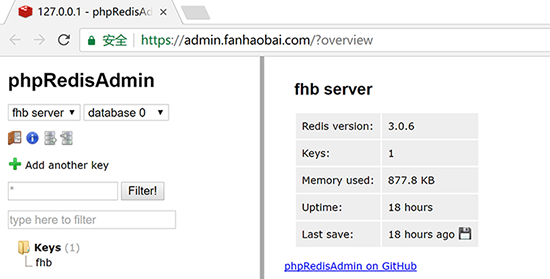 127.0.0.1 - phpRedisA
安全 https://admin.fanhaobai.com/?overview
phpRedisAdmin
fhb server database 0
Add another key
* Filter!
type here to filter
Keys (1)
fhb
fhb server
Redis version: 3.0.6
Keys: 1
Memory used: 877.8 KB
Uptime: 18 hours
Last save: 18 hours ago
phpRedisAdmin on GitHub